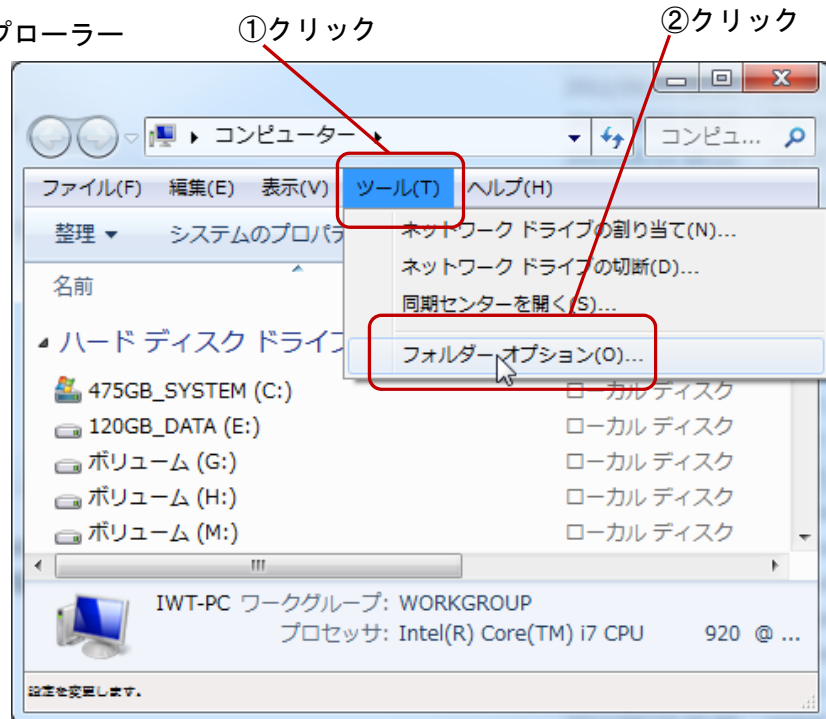 プローラー
①クリック
②クリック
コンピューター
コンピュ...
ファイル(F) 編集(E) 表示(V) ツール(T) ヘルプ(H)
整理 システムのプロパテ
ネットワーク ドライブの割り当て(N)...
ネットワーク ドライブの切断(D)...
同期センターを開く(S)...
フォルダー オプション(O)...
名前
ハード ディスク ドライブ
475GB_SYSTEM (C:) ローカル ディスク
120GB_DATA (E:) ローカル ディスク
ボリューム (G:) ローカル ディスク
ボリューム (H:) ローカル ディスク
ボリューム (M:) ローカル ディスク
IWT-PC ワークグループ: WORKGROUP
プロセッサ: Intel(R) Core(TM) i7 CPU 920 @ ...
設定を変更します。